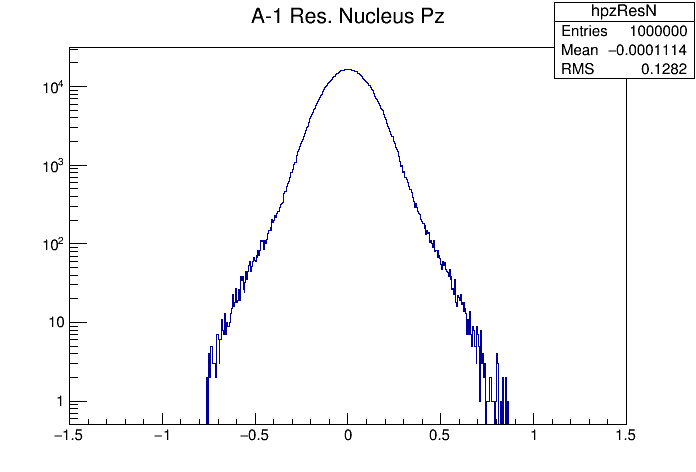 A-1 Res. Nucleus Pz
hpzResN
Entries 1000000
Mean −0.0001114
RMS 0.1282
10⁴
10³
10²
10
1
−1.5 −1 −0.5 0 0.5 1 1.5